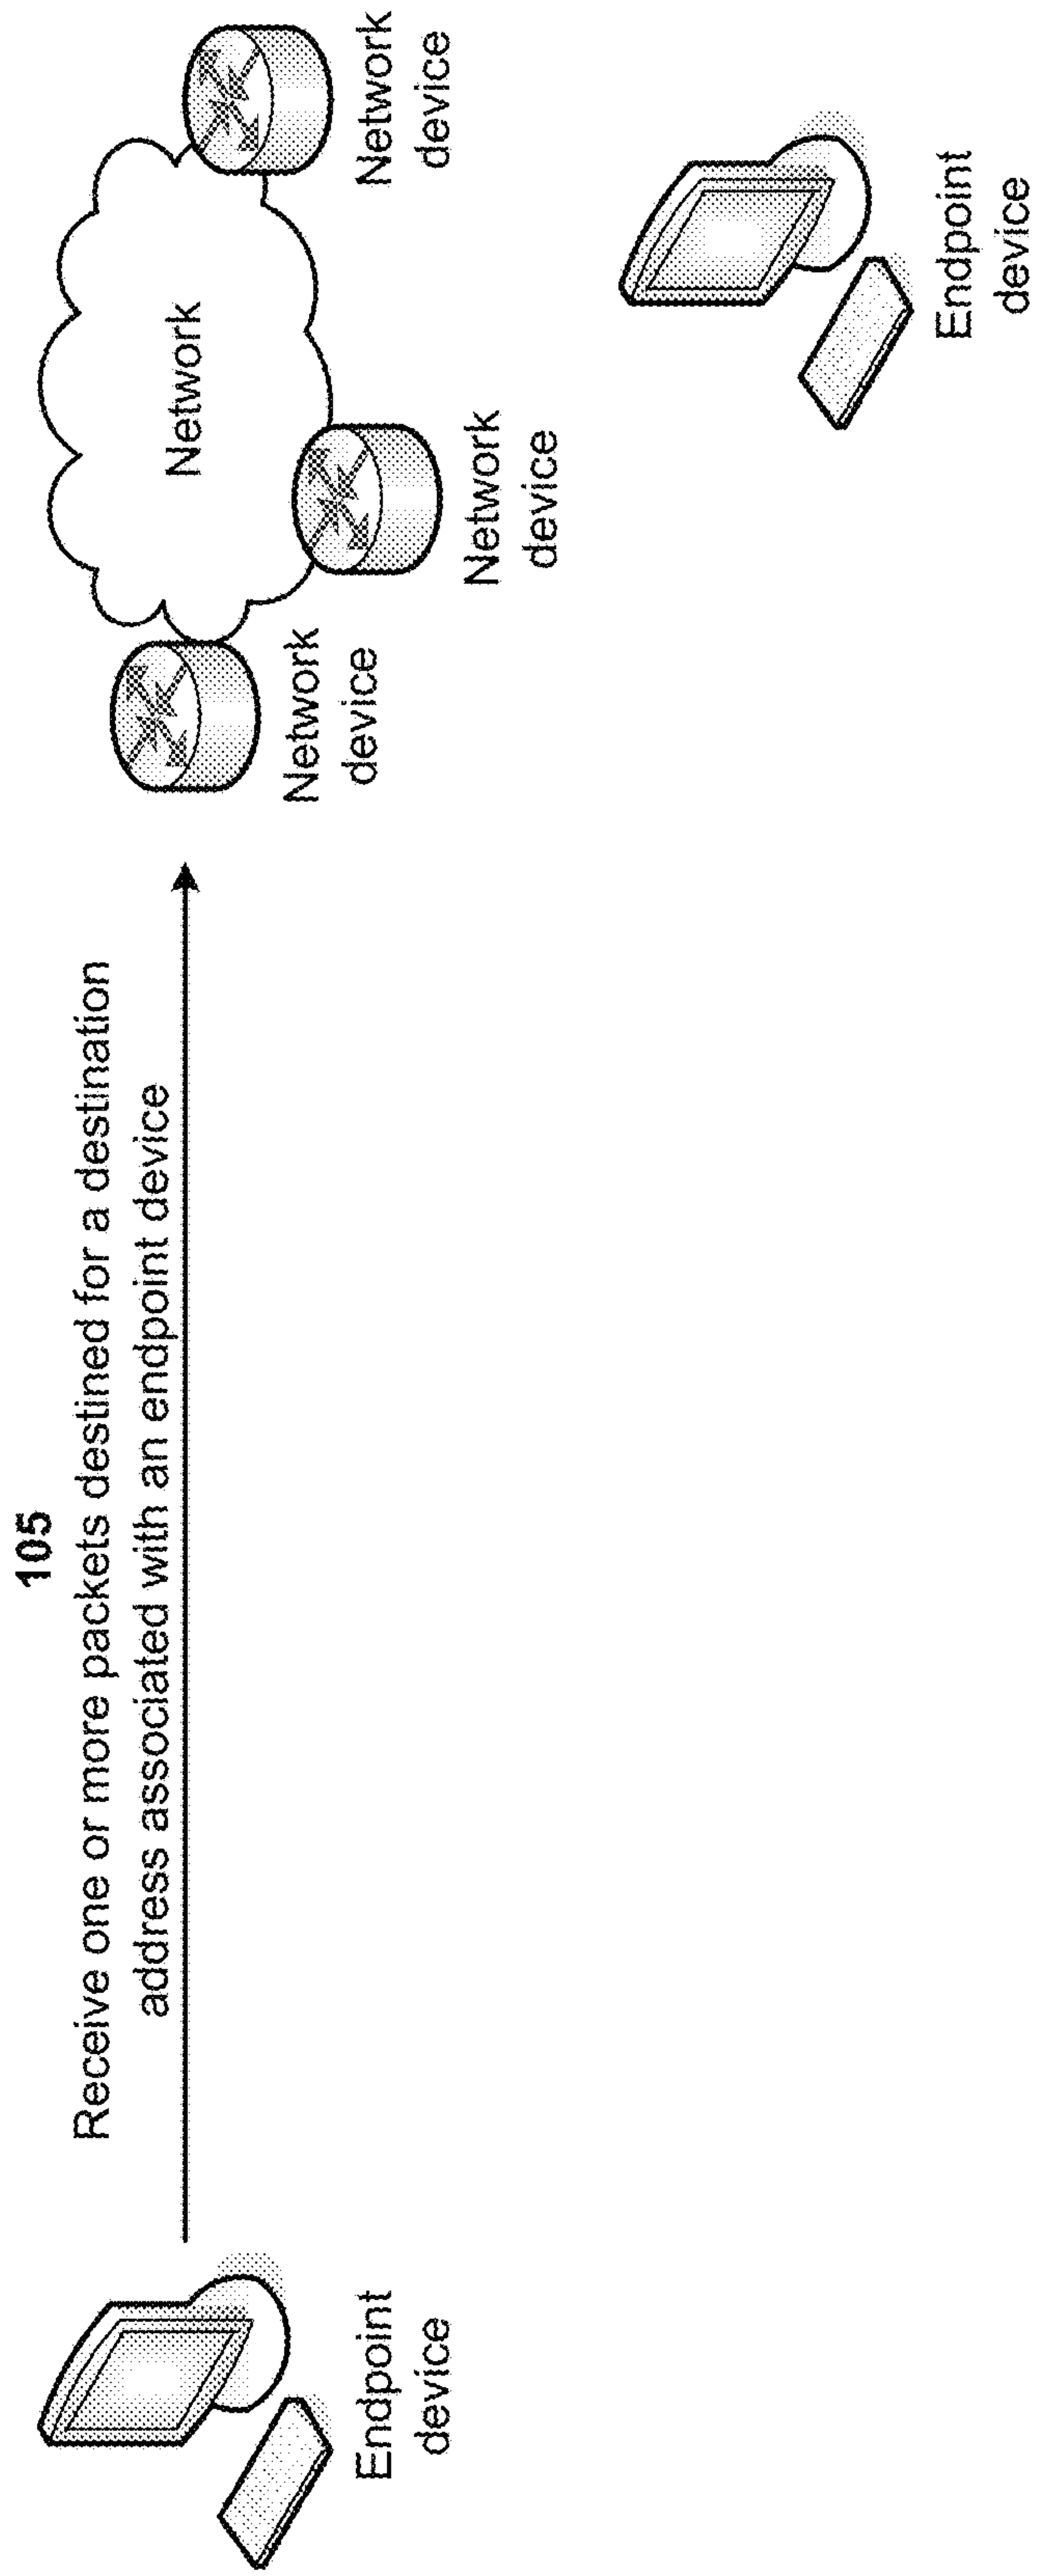 105
Receive one or more packets destined for a destination
address associated with an endpoint device
Endpoint
device
Network
device
Network
Network
device
Network
device
Endpoint
device